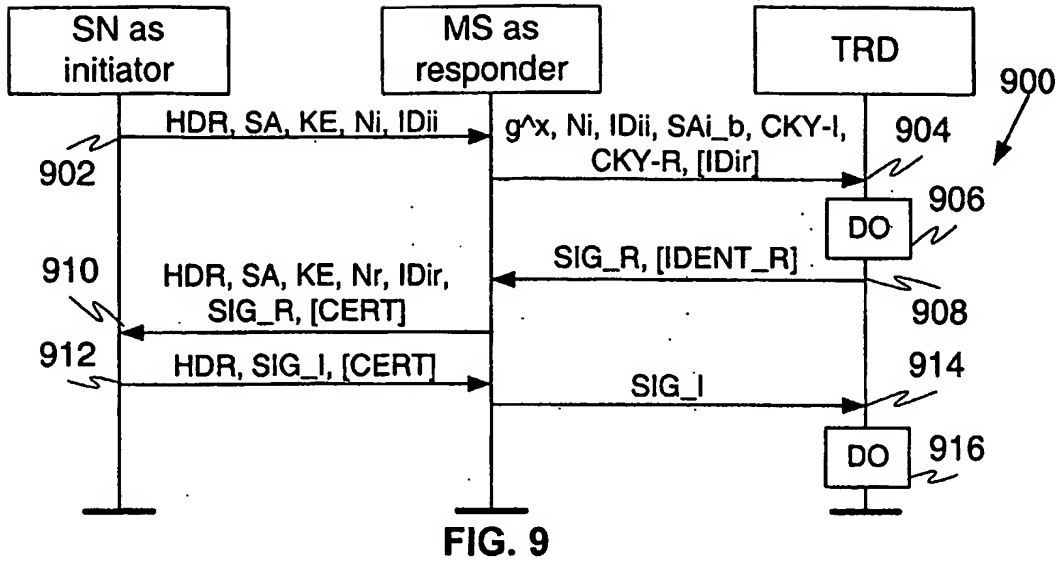 SN as
initiator
MS as
responder
TRD
900
HDR, SA, KE, Ni, IDii
902
g^x, Ni, IDii, SAi_b, CKY-I,
CKY-R, [IDir]
904
DO
906
SIG_R, [IDENT_R]
908
910
HDR, SA, KE, Nr, IDir,
SIG_R, [CERT]
912
HDR, SIG_I, [CERT]
SIG_I
914
DO
916
FIG. 9